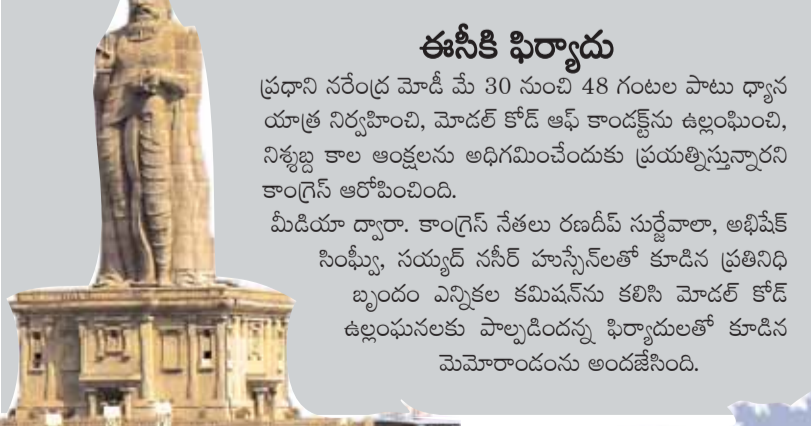 ఈసీకి ఫిర్యాదు
ప్రధాని నరేంద్ర మోడీ మే 30 నుంచి 48 గంటల పాటు ధ్యాన
యాత్ర నిర్వహించి, మోడల్ కోడ్ ఆఫ్ కాండక్ట్‌ను ఉల్లంఘించి,
నిశ్శబ్ద కాల ఆంక్షలను అధిగమించేందుకు ప్రయత్నిస్తున్నారని
కాంగ్రెస్ ఆరోపించింది.
మీడియా ద్వారా. కాంగ్రెస్ నేతలు రణదీప్ సుర్జేవాలా, అభిషేక్
సింఘ్వీ, సయ్యద్ నసీర్ హుస్సేన్‌లతో కూడిన ప్రతినిధి
బృందం ఎన్నికల కమిషన్‌ను కలిసి మోడల్ కోడ్
ఉల్లంఘనలకు పాల్పడిందన్న ఫిర్యాదులతో కూడిన
మెమోరాండంను అందజేసింది.